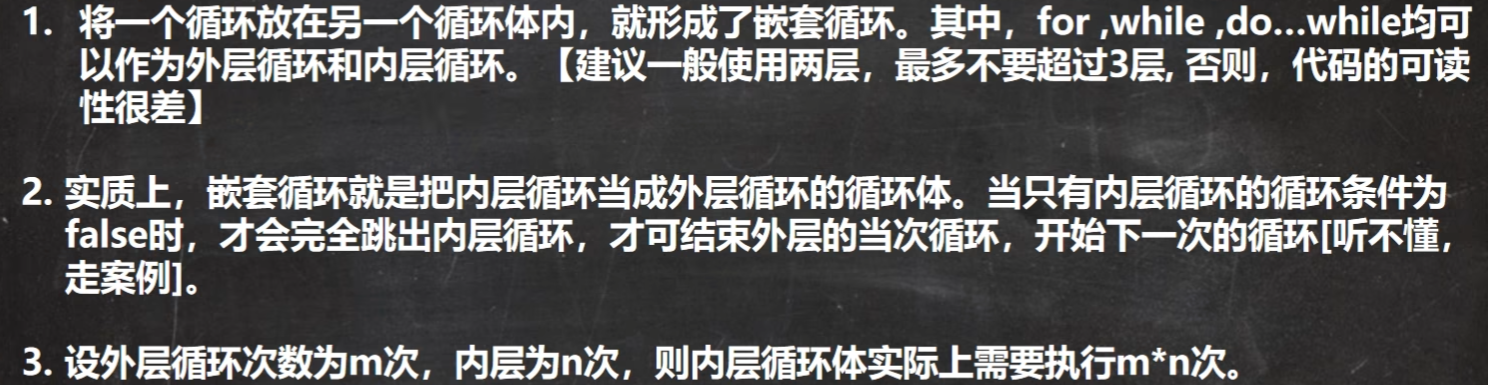 1. 将一个循环放在另一个循环体内，就形成了嵌套循环。其中，for ,while ,do...while均可
以作为外层循环和内层循环。【建议一般使用两层，最多不要超过3层, 否则，代码的可读
性很差】
2. 实质上，嵌套循环就是把内层循环当成外层循环的循环体。当只有内层循环的循环条件为
false时，才会完全跳出内层循环，才可结束外层的当次循环，开始下一次的循环[听不懂，
走案例]。
3. 设外层循环次数为m次，内层为n次，则内层循环体实际上需要执行m*n次。